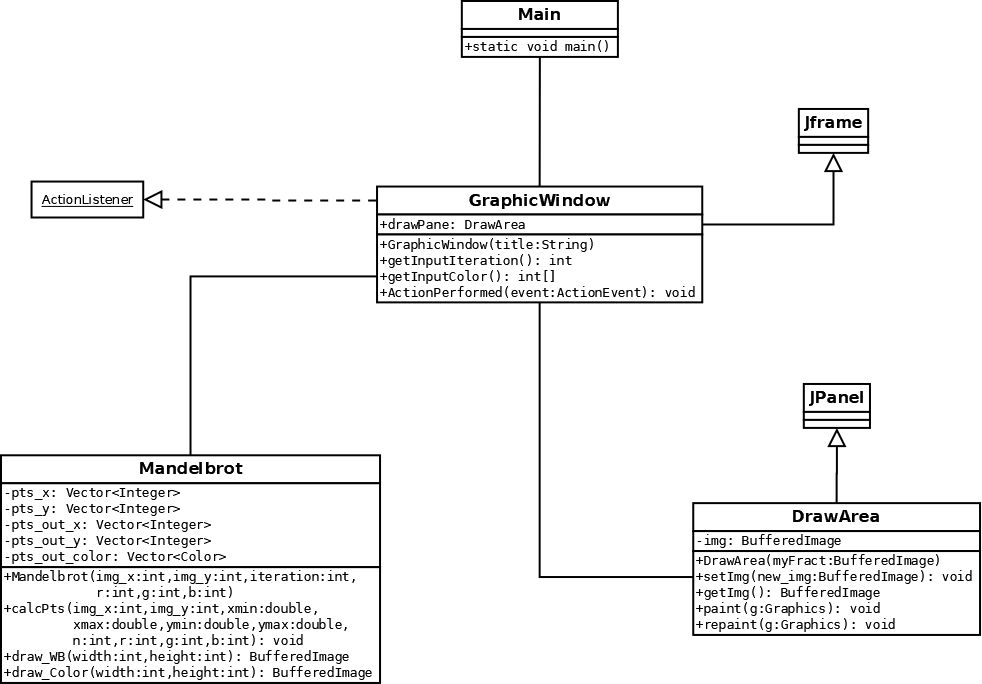 Main
+static void main()
Jframe
ActionListener
GraphicWindow
+drawPane: DrawArea
+GraphicWindow(title:String)
+getInputIteration(): int
+getInputColor(): int[]
+ActionPerformed(event:ActionEvent): void
JPanel
Mandelbrot
-pts_x: Vector<Integer>
-pts_y: Vector<Integer>
-pts_out_x: Vector<Integer>
-pts_out_y: Vector<Integer>
-pts_out_color: Vector<Color>
+Mandelbrot(img_x:int,img_y:int,iteration:int,
r:int,g:int,b:int)
+calcPts(img_x:int,img_y:int,xmin:double,
xmax:double,ymin:double,ymax:double,
n:int,r:int,g:int,b:int): void
+draw_WB(width:int,height:int): BufferedImage
+draw_Color(width:int,height:int): BufferedImage
DrawArea
-img: BufferedImage
+DrawArea(myFract:BufferedImage)
+setImg(new_img:BufferedImage): void
+getImg(): BufferedImage
+paint(g:Graphics): void
+repaint(g:Graphics): void